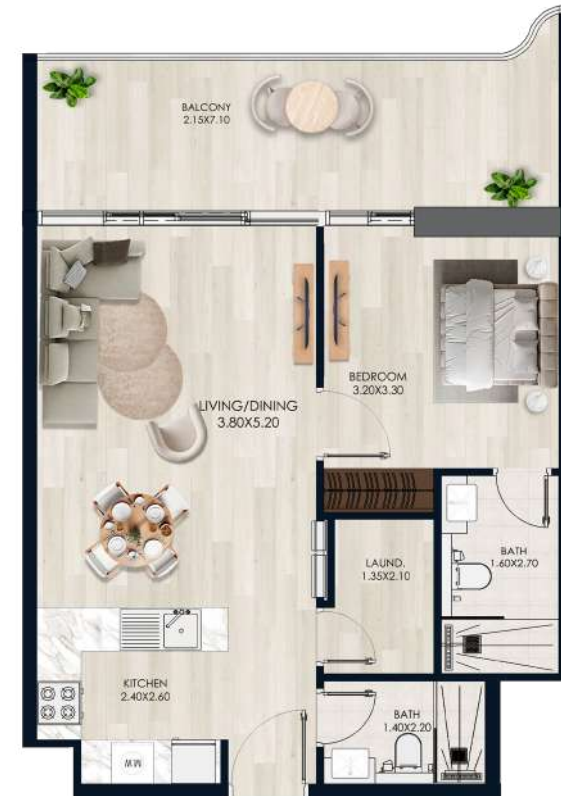 BALCONY
2.15X7.10
LIVING/DINING
3.80X5.20
BEDROOM
3.20X3.30
LAUND.
1.35X2.10
BATH
1.60X2.70
KITCHEN
2.40X2.60
BATH
1.40X2.20
M.W